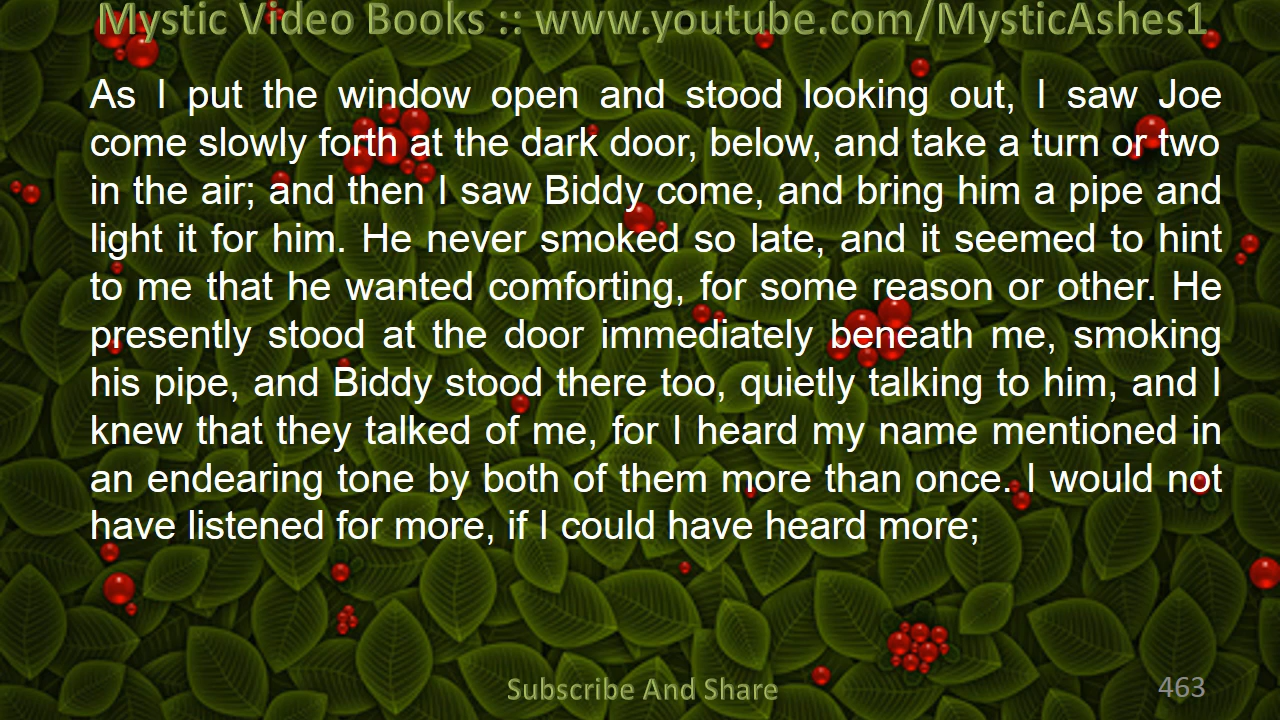 Mystic Video Books :: www.youtube.com/MysticAshes1
As I put the window open and stood looking out, I saw Joe
come slowly forth at the dark door, below, and take a turn or two
in the air; and then I saw Biddy come, and bring him a pipe and
light it for him. He never smoked so late, and it seemed to hint
to me that he wanted comforting, for some reason or other. He
presently stood at the door immediately beneath me, smoking
his pipe, and Biddy stood there too, quietly talking to him, and I
knew that they talked of me, for I heard my name mentioned in
an endearing tone by both of them more than once. I would not
have listened for more, if I could have heard more;
Subscribe And Share
463